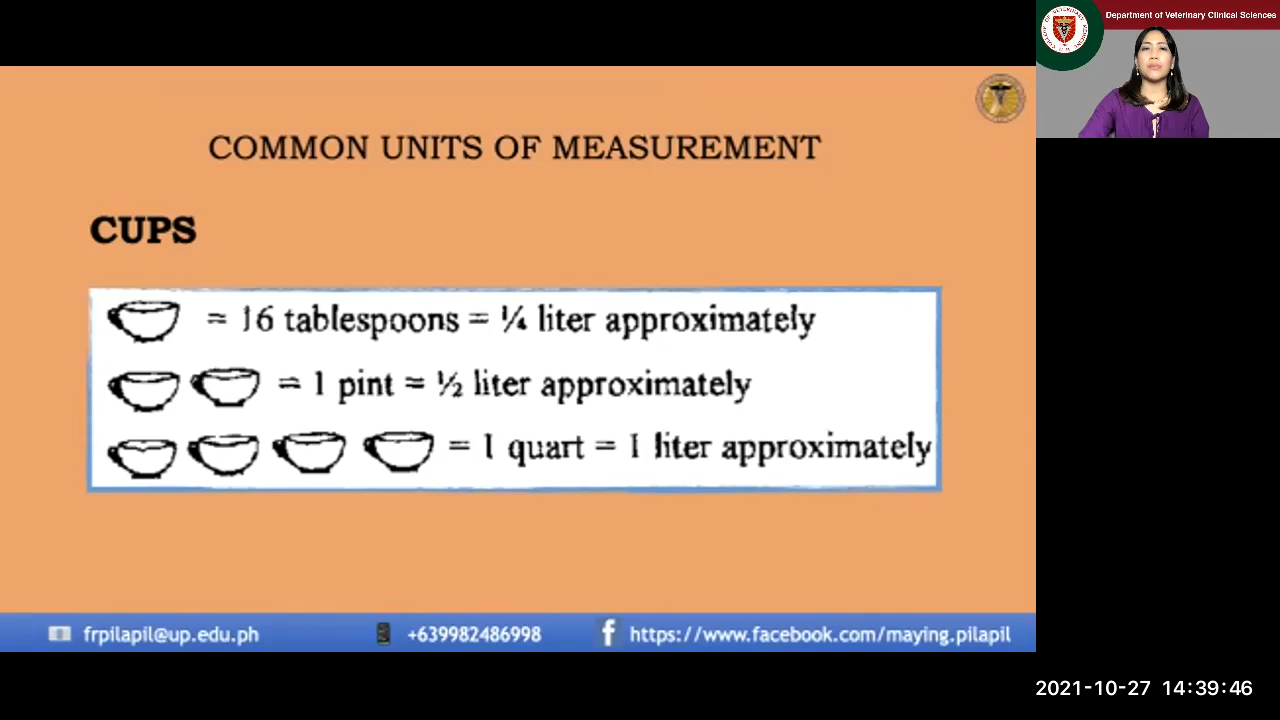 Department of Veterinary Clinical Sciences
COMMON UNITS OF MEASUREMENT
CUPS
= 16 tablespoons = ¼ liter approximately
= 1 pint = ½ liter approximately
= 1 quart = 1 liter approximately
frpilapil@up.edu.ph
+639982486998
https://www.facebook.com/maying.pilapil
2021-10-27 14:39:46